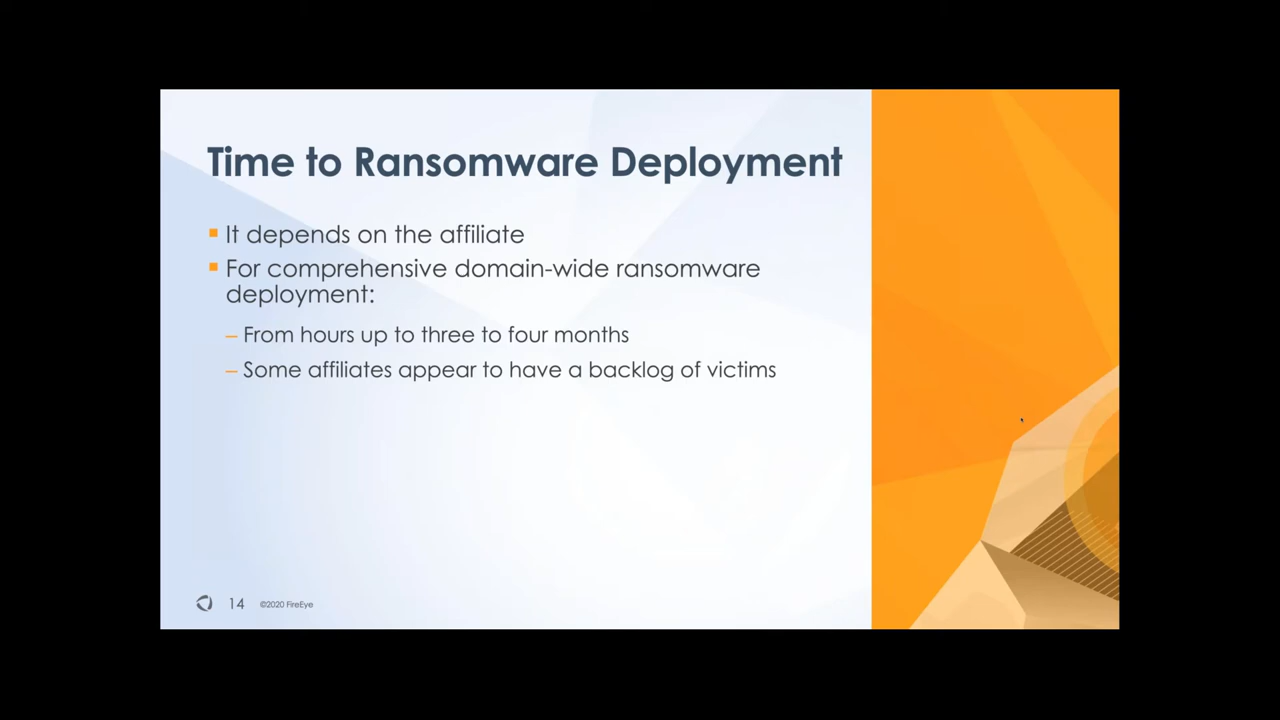 Time to Ransomware Deployment
It depends on the affiliate
For comprehensive domain-wide ransomware
deployment:
– From hours up to three to four months
– Some affiliates appear to have a backlog of victims
14 ©2020 FireEye